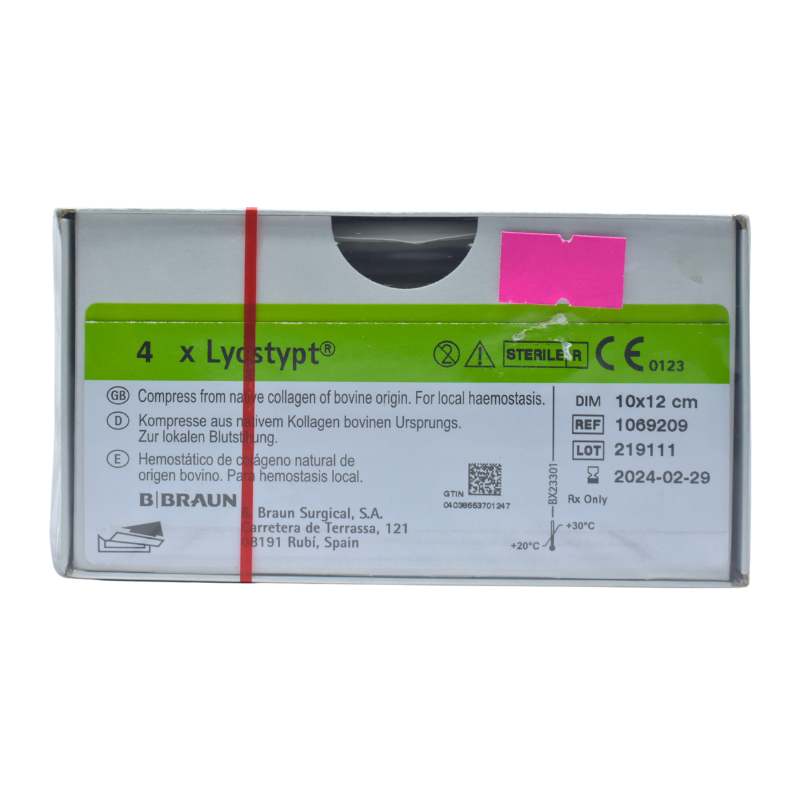 4 x Lyostypt®
STERILE R CE 0123
GB Compress from native collagen of bovine origin. For local haemostasis.
D Kompresse aus nativem Kollagen bovinen Ursprungs.
Zur lokalen Blutstillung.
E Hemostático de colágeno natural de
origen bovino. Para hemostasis local.
B|BRAUN
B. Braun Surgical, S.A.
Carretera de Terrassa, 121
08191 Rubí, Spain
GTIN
04038653701247
BX23301
+30°C
+20°C
DIM 10x12 cm
REF 1069209
LOT 219111
2024-02-29
Rx Only